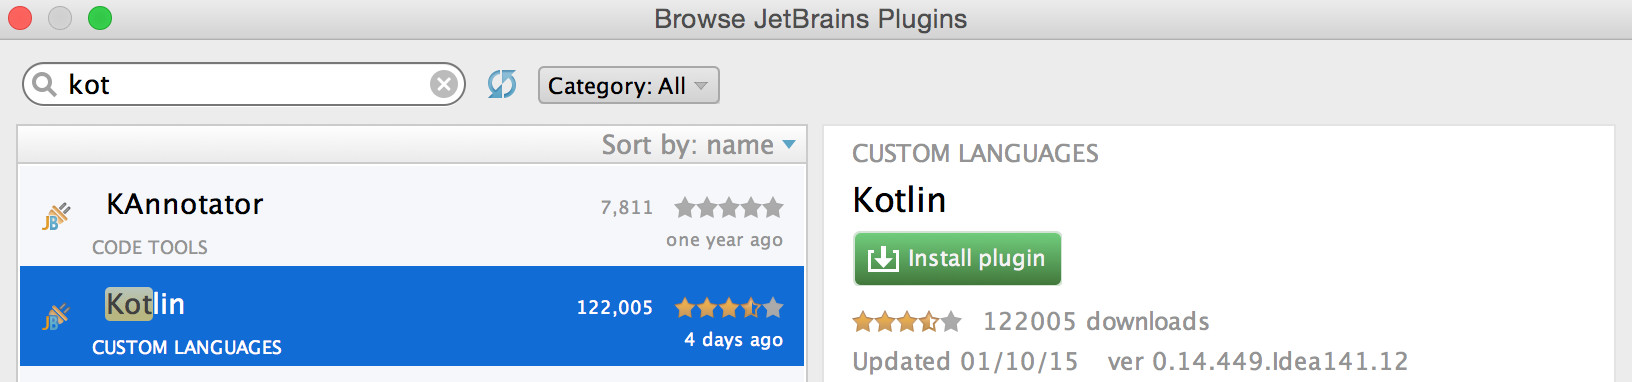 Browse JetBrains Plugins
kot
Category: All
Sort by: name
KAnnotator 7,811
one year ago
CODE TOOLS
JB
Kotlin 122,005
4 days ago
CUSTOM LANGUAGES
JB
CUSTOM LANGUAGES
Kotlin
Install plugin
122005 downloads
Updated 01/10/15 ver 0.14.449.Idea141.12